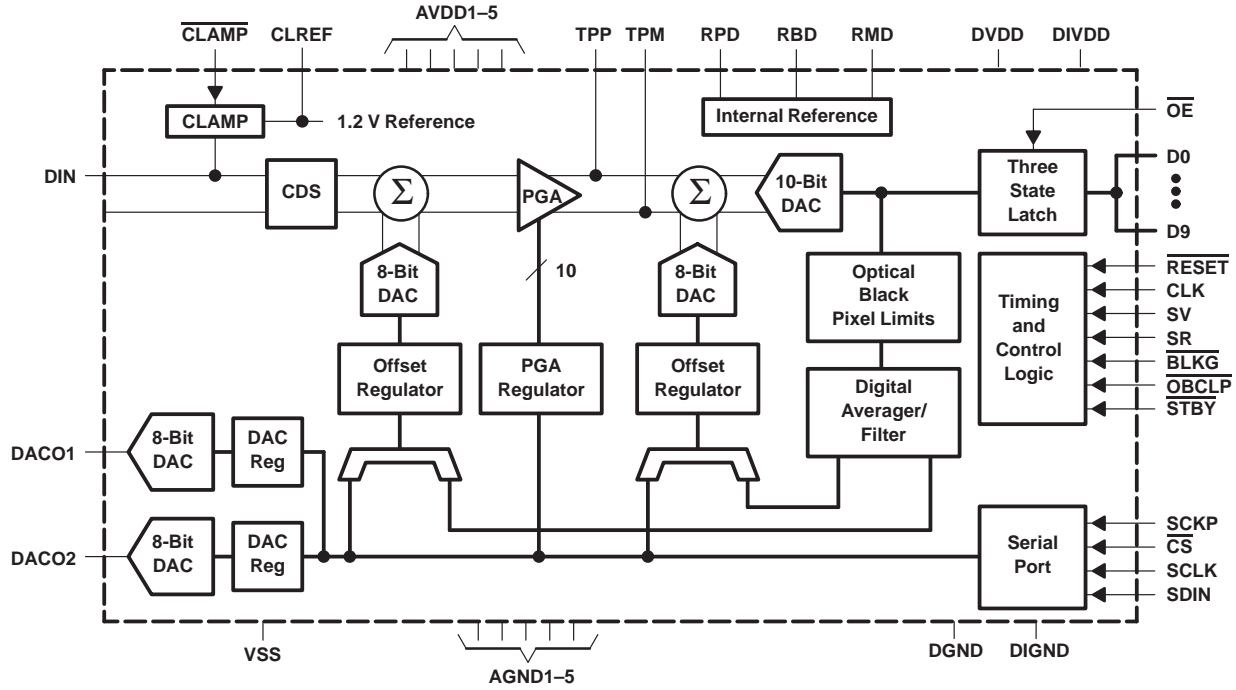 AVDD1–5
CLAMP CLREF TPP TPM RPD RBD RMD DVDD DIVDD
CLAMP
1.2 V Reference
Internal Reference
OE
DIN
CDS
Σ
PGA
Σ
10-Bit
DAC
Three
State
Latch
D0
D9
8-Bit
DAC
10
8-Bit
DAC
Optical
Black
Pixel Limits
Timing
and
Control
Logic
RESET
CLK
SV
SR
BLKG
OBCLP
STBY
Offset
Regulator
PGA
Regulator
Offset
Regulator
Digital
Averager/
Filter
DACO1
8-Bit
DAC
DAC
Reg
DACO2
8-Bit
DAC
DAC
Reg
Serial
Port
SCKP
CS
SCLK
SDIN
VSS
AGND1–5
DGND
DIGND